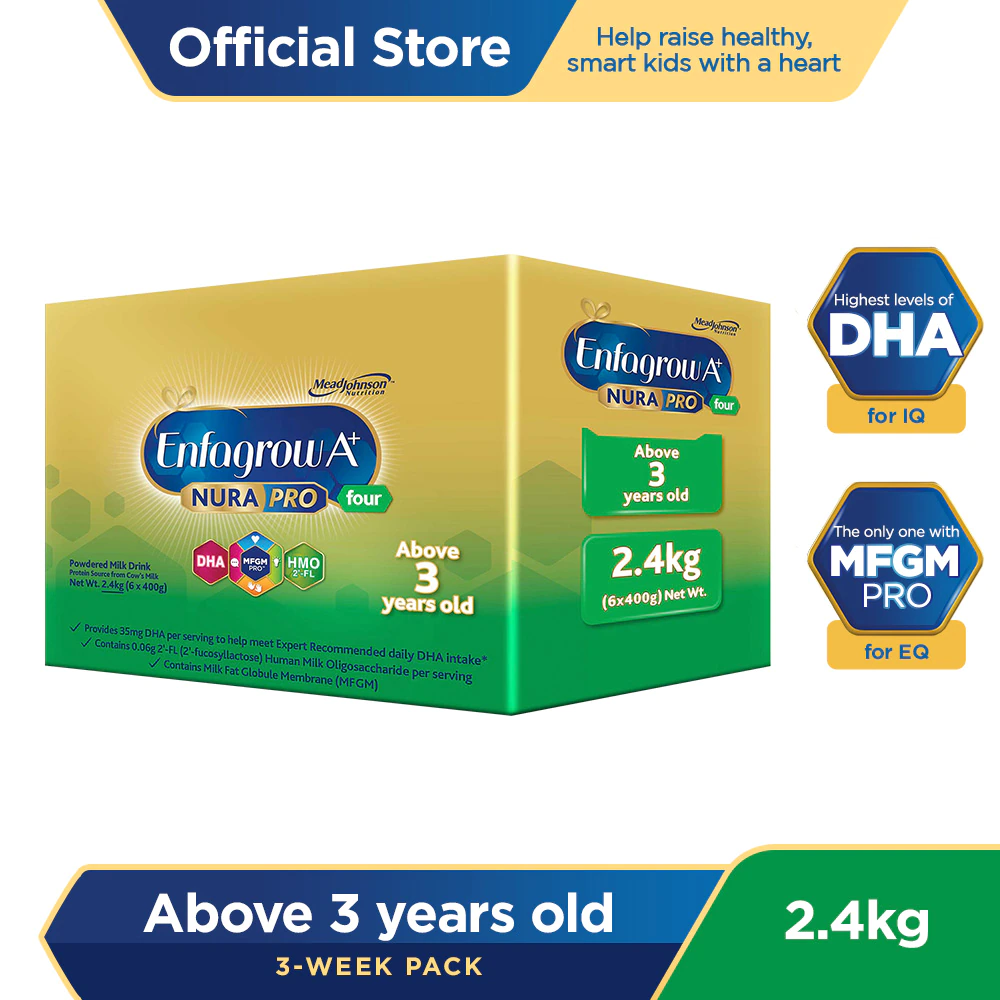 Official Store
Help raise healthy,
smart kids with a heart
MeadJohnson™
Nutrition
Enfagrow A+
NURA PRO four
DHA
MFGM
PRO
HMO
2'-FL
Powdered Milk Drink
Protein Source from Cow's Milk
Net Wt. 2.4kg (6 x 400g)
Above
3
years old
✓ Provides 35mg DHA per serving to help meet Expert Recommended daily DHA intake*
✓ Contains 0.06g 2'-FL (2'-fucosyllactose) Human Milk Oligosaccharide per serving
✓ Contains Milk Fat Globule Membrane (MFGM)
MeadJohnson™
Nutrition
Enfagrow A+
NURA PRO four
Above
3
years old
2.4kg
(6x400g) Net Wt.
Highest levels of
DHA
for IQ
The only one with
MFGM
PRO
for EQ
Above 3 years old
3-WEEK PACK
2.4kg